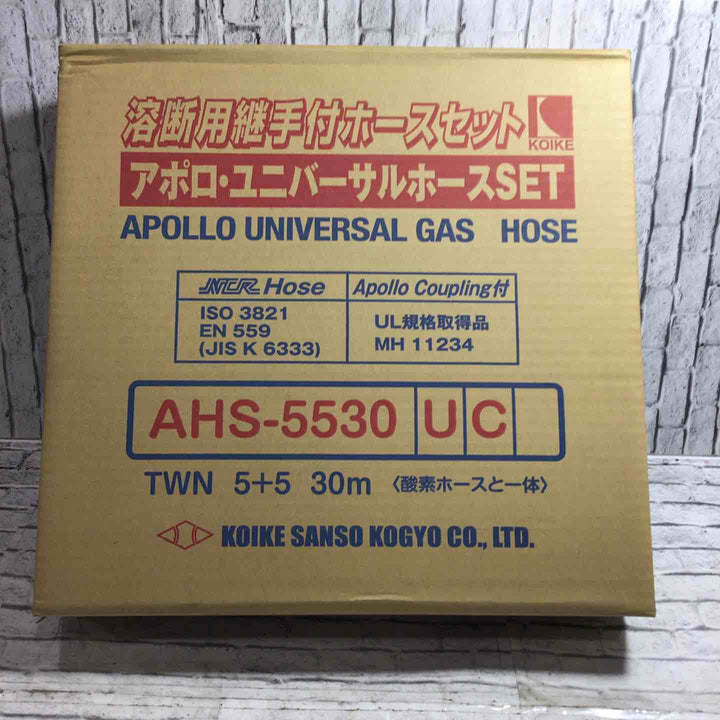 溶断用継手付ホースセット
KOIKE
アポロ・ユニバーサルホースSET
APOLLO UNIVERSAL GAS HOSE
NCR Hose
Apollo Coupling付
ISO 3821
EN 559
(JIS K 6333)
UL規格取得品
MH 11234
AHS-5530 U C
TWN 5+5 30m 〈酸素ホースと一体〉
KOIKE SANSO KOGYO CO., LTD.